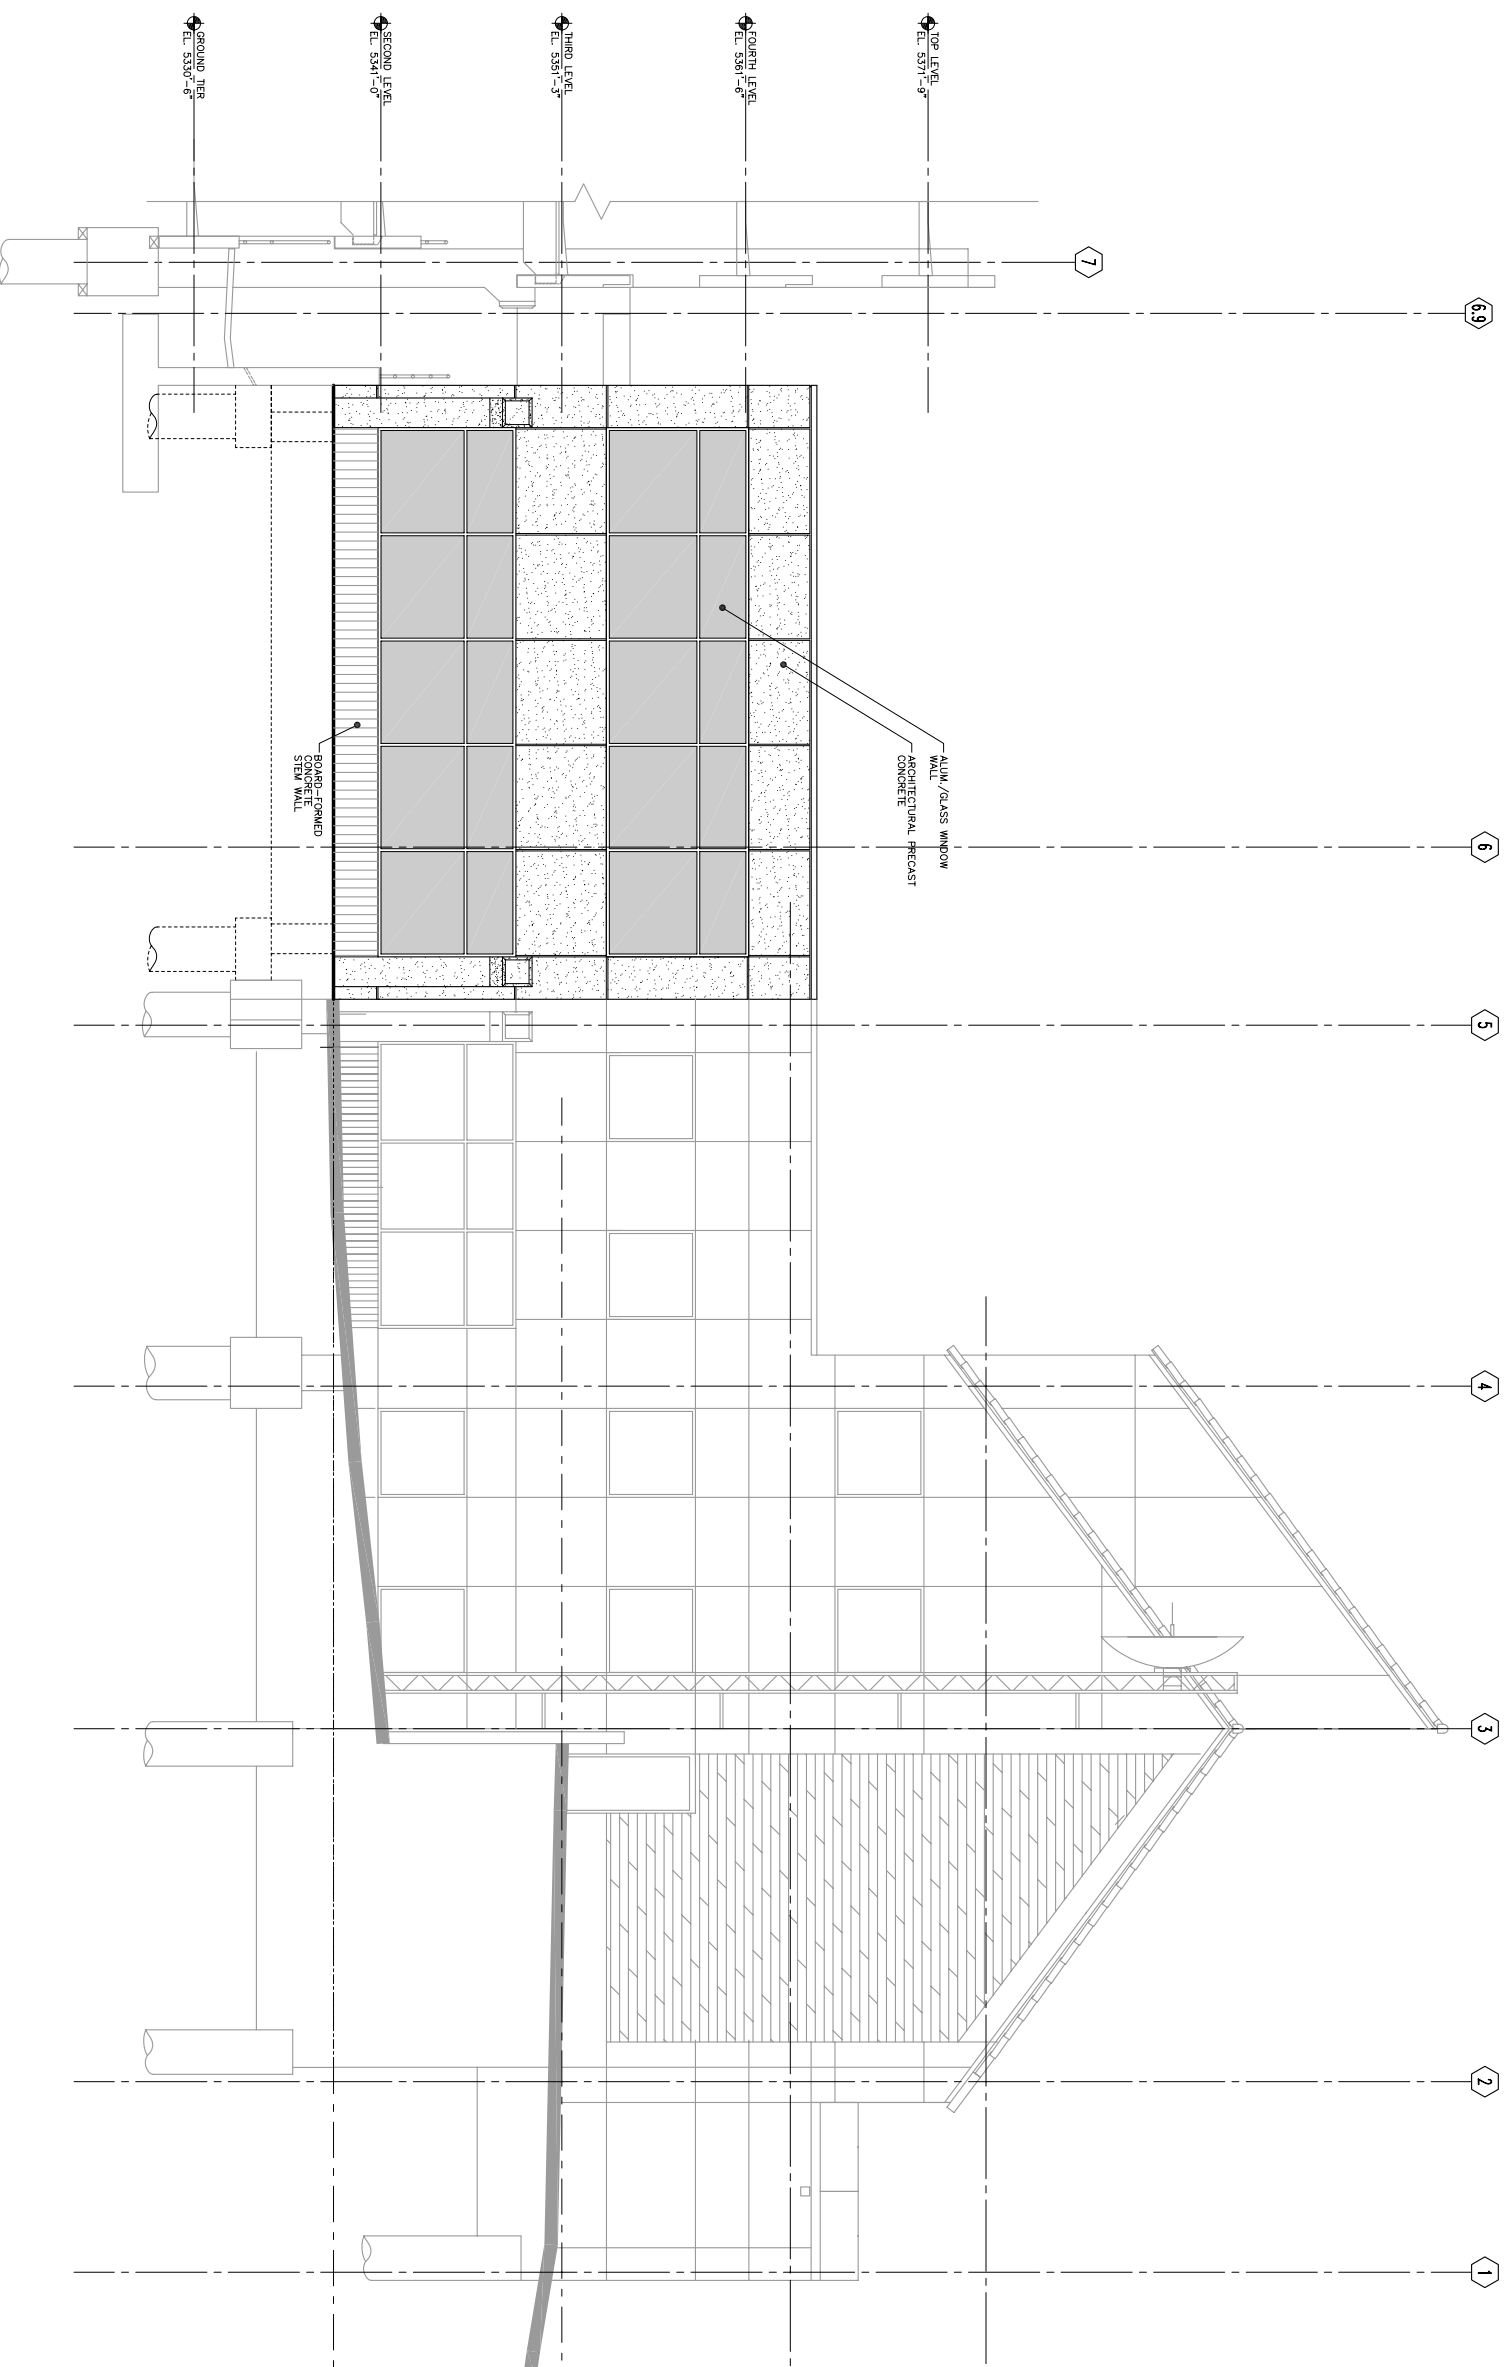 7
6.9
6
5
4
3
2
1
TOP LEVEL
EL. 5371'-9"
FOURTH LEVEL
EL. 5361'-6"
THIRD LEVEL
EL. 5351'-3"
SECOND LEVEL
EL. 5341'-0"
GROUND TIER
EL. 5330'-6"
ALUM./GLASS WINDOW
WALL
ARCHITECTURAL PRECAST
CONCRETE
BOARD-FORMED
CONCRETE
STEM WALL